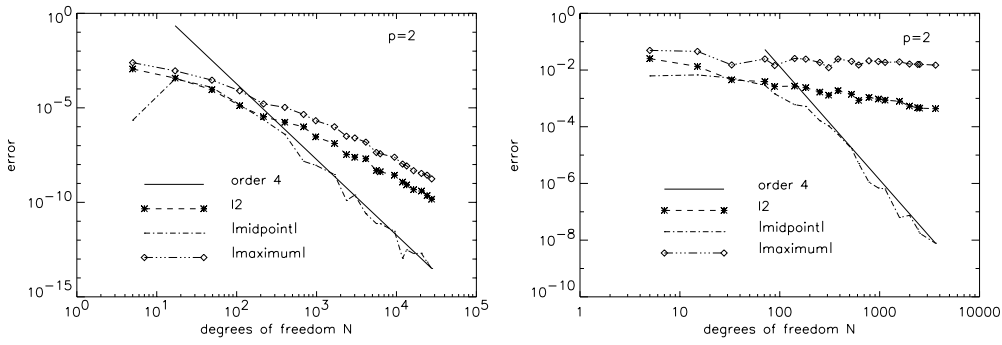 10^0
10^-5
10^-10
10^-15
error
p=2
order 4
l2
|midpoint|
|maximum|
10^0
10^1
10^2
10^3
10^4
10^5
degrees of freedom N
10^0
10^-2
10^-4
10^-6
10^-8
10^-10
error
p=2
order 4
l2
|midpoint|
|maximum|
1
10
100
1000
10000
degrees of freedom N